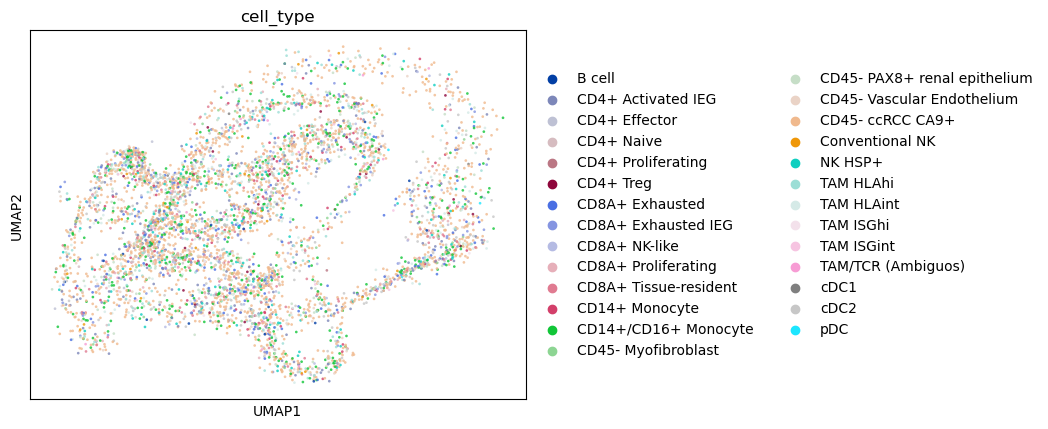 cell_type
UMAP2
UMAP1
B cell
CD4+ Activated IEG
CD4+ Effector
CD4+ Naive
CD4+ Proliferating
CD4+ Treg
CD8A+ Exhausted
CD8A+ Exhausted IEG
CD8A+ NK-like
CD8A+ Proliferating
CD8A+ Tissue-resident
CD14+ Monocyte
CD14+/CD16+ Monocyte
CD45- Myofibroblast
CD45- PAX8+ renal epithelium
CD45- Vascular Endothelium
CD45- ccRCC CA9+
Conventional NK
NK HSP+
TAM HLAhi
TAM HLAint
TAM ISGhi
TAM ISGint
TAM/TCR (Ambiguos)
cDC1
cDC2
pDC